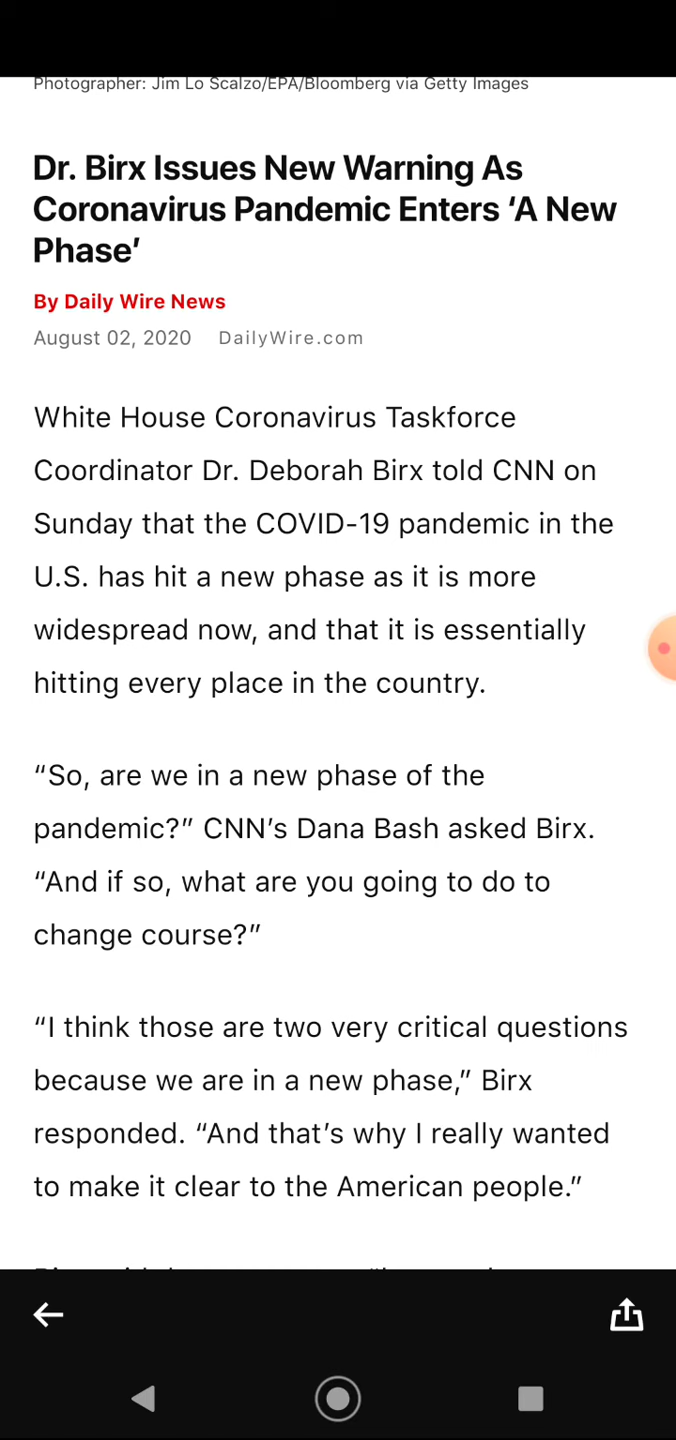 Photographer: Jim Lo Scalzo/EPA/Bloomberg via Getty Images
Dr. Birx Issues New Warning As
Coronavirus Pandemic Enters ‘A New
Phase’
By Daily Wire News
August 02, 2020 DailyWire.com
White House Coronavirus Taskforce
Coordinator Dr. Deborah Birx told CNN on
Sunday that the COVID-19 pandemic in the
U.S. has hit a new phase as it is more
widespread now, and that it is essentially
hitting every place in the country.
“So, are we in a new phase of the
pandemic?” CNN’s Dana Bash asked Birx.
“And if so, what are you going to do to
change course?”
“I think those are two very critical questions
because we are in a new phase,” Birx
responded. “And that’s why I really wanted
to make it clear to the American people.”